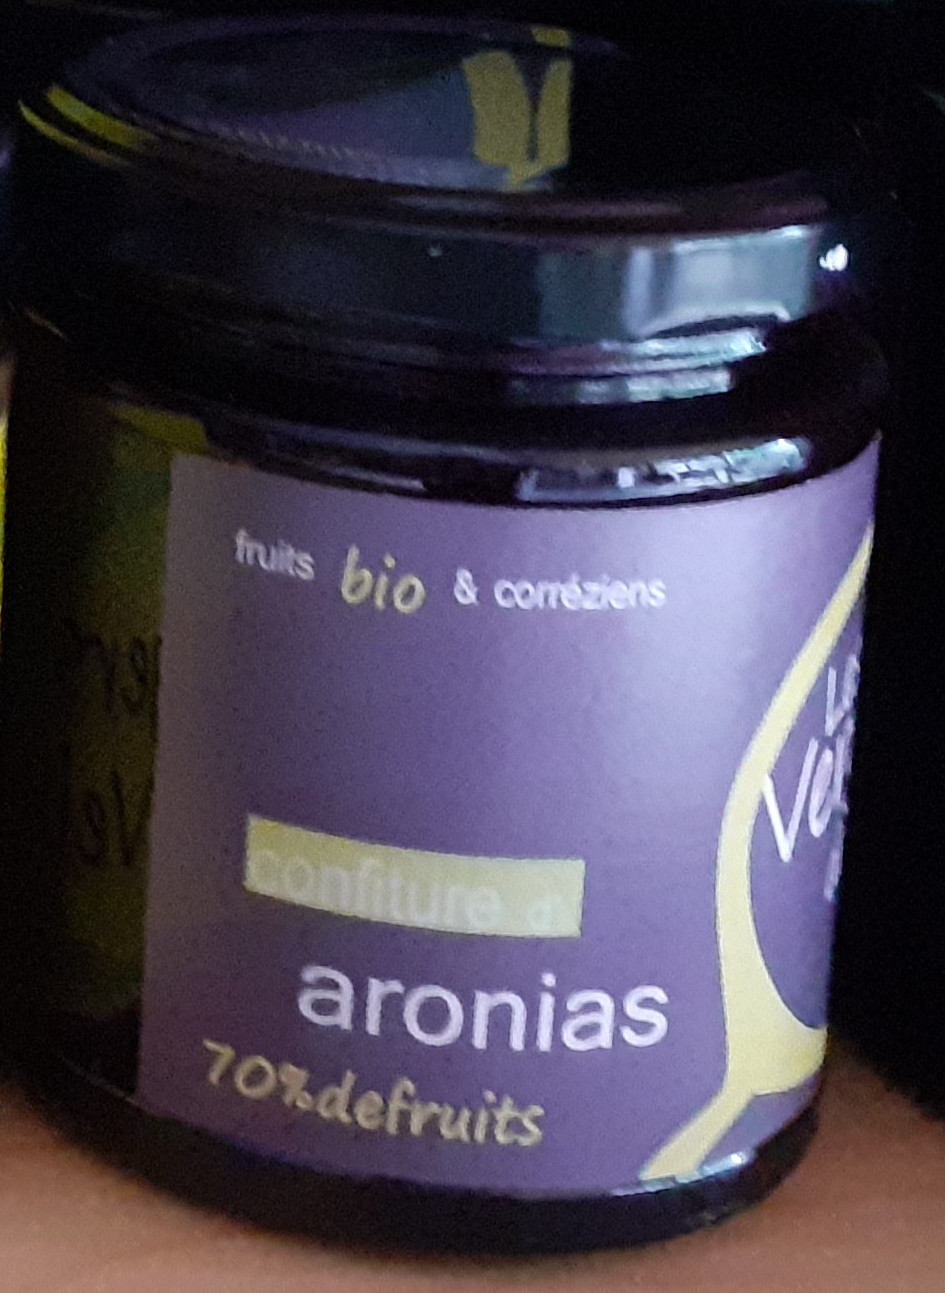 fruits bio & corréziens
confiture d'
aronias
70%defruits